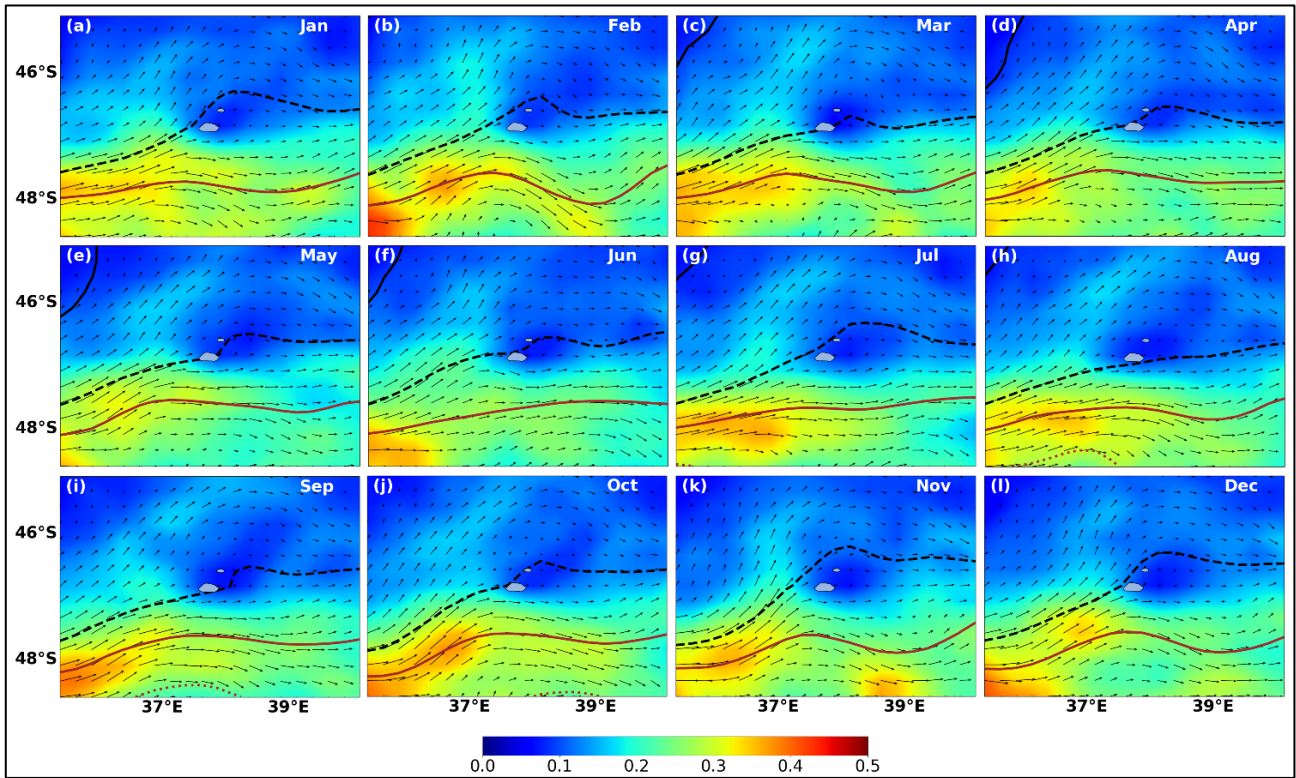 (a) Jan (b) Feb (c) Mar (d) Apr
46°S
48°S
(e) May (f) Jun (g) Jul (h) Aug
46°S
48°S
(i) Sep (j) Oct (k) Nov (l) Dec
46°S
48°S
37°E 39°E 37°E 39°E 37°E 39°E 37°E 39°E
0.0 0.1 0.2 0.3 0.4 0.5